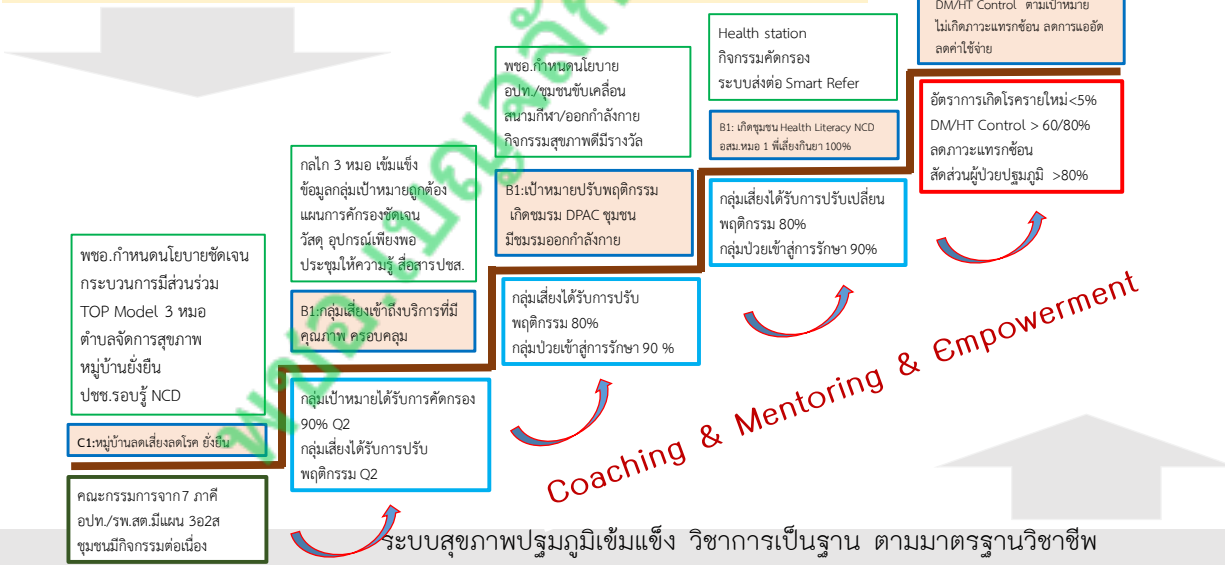 DM/HT Control ตามเป้าหมาย
ไม่เกิดภาวะแทรกซ้อน ลดการแออัด
ลดค่าใช้จ่าย
Health station
กิจกรรมคัดกรอง
ระบบส่งต่อ Smart Refer
พชอ.กำหนดนโยบาย
อปท./ชุมชนขับเคลื่อน
สนามกีฬา/ออกกำลังกาย
กิจกรรมสุขภาพดีมีรางวัล
อัตราการเกิดโรครายใหม่<5%
DM/HT Control > 60/80%
ลดภาวะแทรกซ้อน
สัดส่วนผู้ป่วยปฐมภูมิ >80%
B1: เกิดชุมชน Health Literacy NCD
อสม.หมอ 1 พี่เลี้ยงกินยา 100%
กลไก 3 หมอ เข้มแข็ง
ข้อมูลกลุ่มเป้าหมายถูกต้อง
แผนการคักรองชัดเจน
วัสดุ อุปกรณ์เพียงพอ
ประชุมให้ความรู้ สื่อสารปชส.
B1:เป้าหมายปรับพฤติกรรม
เกิดชมรม DPAC ชุมชน
มีชมรมออกกำลังกาย
กลุ่มเสี่ยงได้รับการปรับเปลี่ยน
พฤติกรรม 80%
กลุ่มป่วยเข้าสู่การรักษา 90%
พชอ.กำหนดนโยบายชัดเจน
กระบวนการมีส่วนร่วม
TOP Model 3 หมอ
ตำบลจัดการสุขภาพ
หมู่บ้านยั่งยืน
ปชช.รอบรู้ NCD
B1:กลุ่มเสี่ยงเข้าถึงบริการที่มี
คุณภาพ ครอบคลุม
กลุ่มเสี่ยงได้รับการปรับ
พฤติกรรม 80%
กลุ่มป่วยเข้าสู่การรักษา 90 %
C1:หมู่บ้านลดเสี่ยงลดโรค ยั่งยืน
กลุ่มเป้าหมายได้รับการคัดกรอง
90% Q2
กลุ่มเสี่ยงได้รับการปรับ
พฤติกรรม Q2
Coaching & Mentoring & Empowerment
คณะกรรมการจาก7 ภาคี
อปท./รพ.สต.มีแผน 3อ2ส
ชุมชนมีกิจกรรมต่อเนื่อง
ระบบสุขภาพปฐมภูมิเข้มแข็ง วิชาการเป็นฐาน ตามมาตรฐานวิชาชีพ